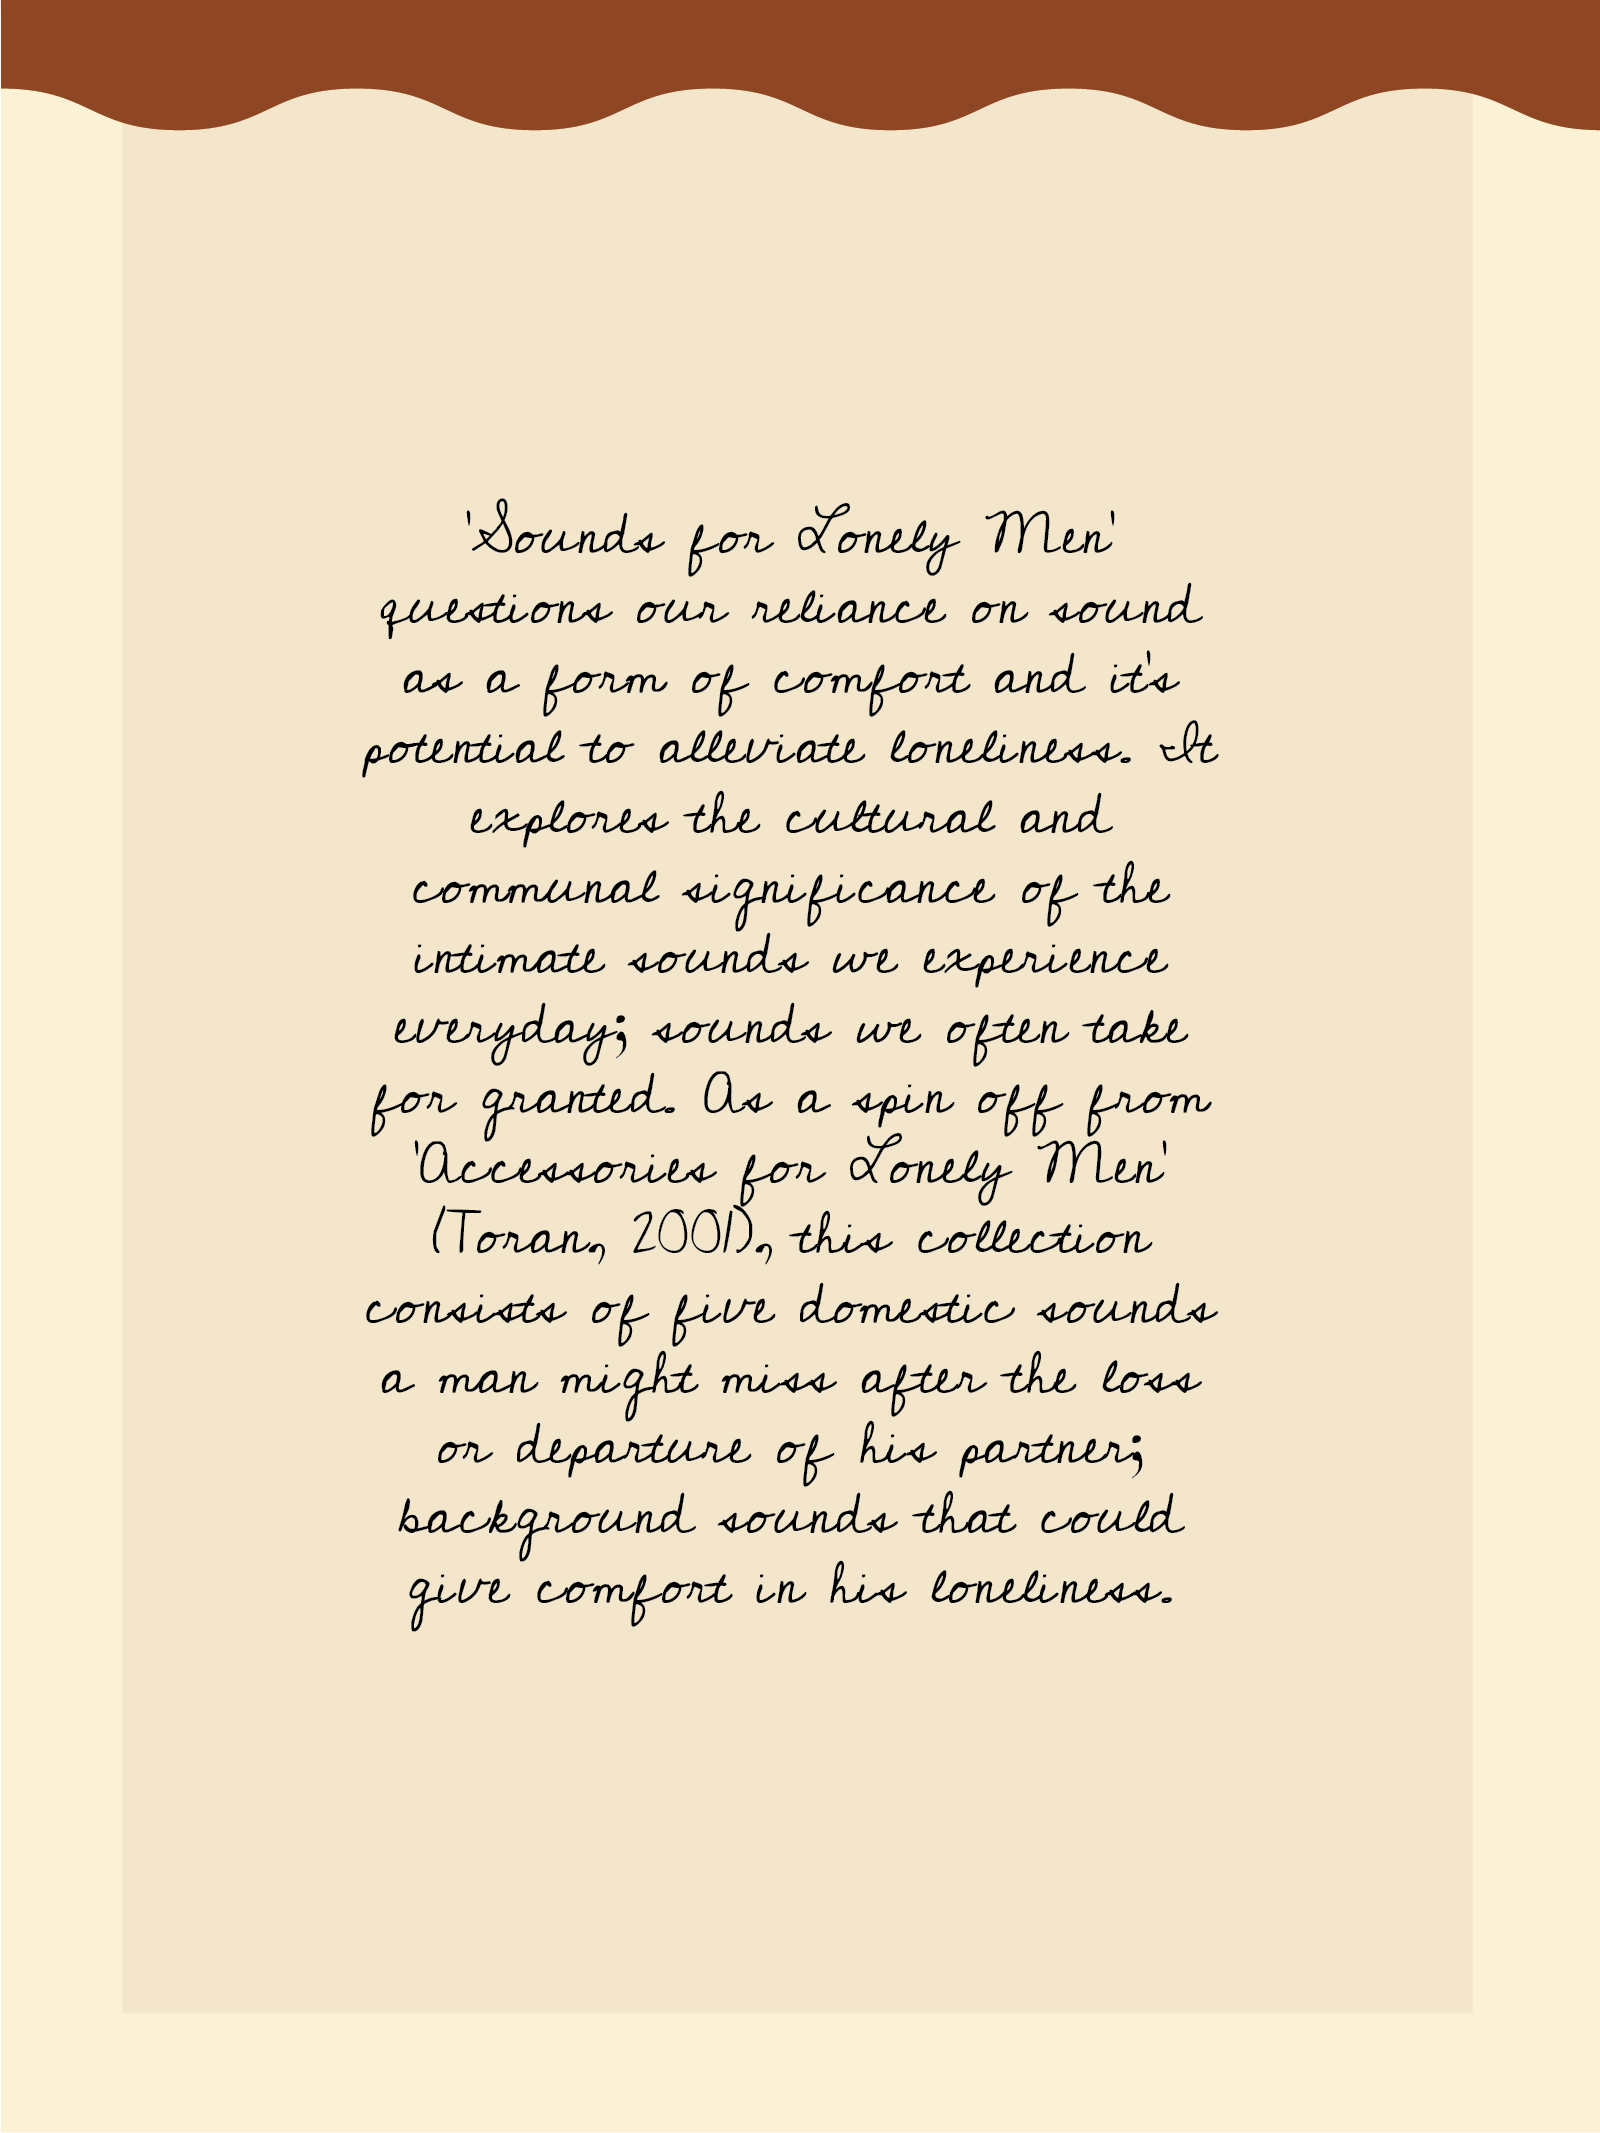 'Sounds for Lonely Men'
questions our reliance on sound
as a form of comfort and it's
potential to alleviate loneliness. It
explores the cultural and
communal significance of the
intimate sounds we experience
everyday; sounds we often take
for granted. As a spin off from
'Accessories for Lonely Men'
(Toran, 2001), this collection
consists of five domestic sounds
a man might miss after the loss
or departure of his partner;
background sounds that could
give comfort in his loneliness.